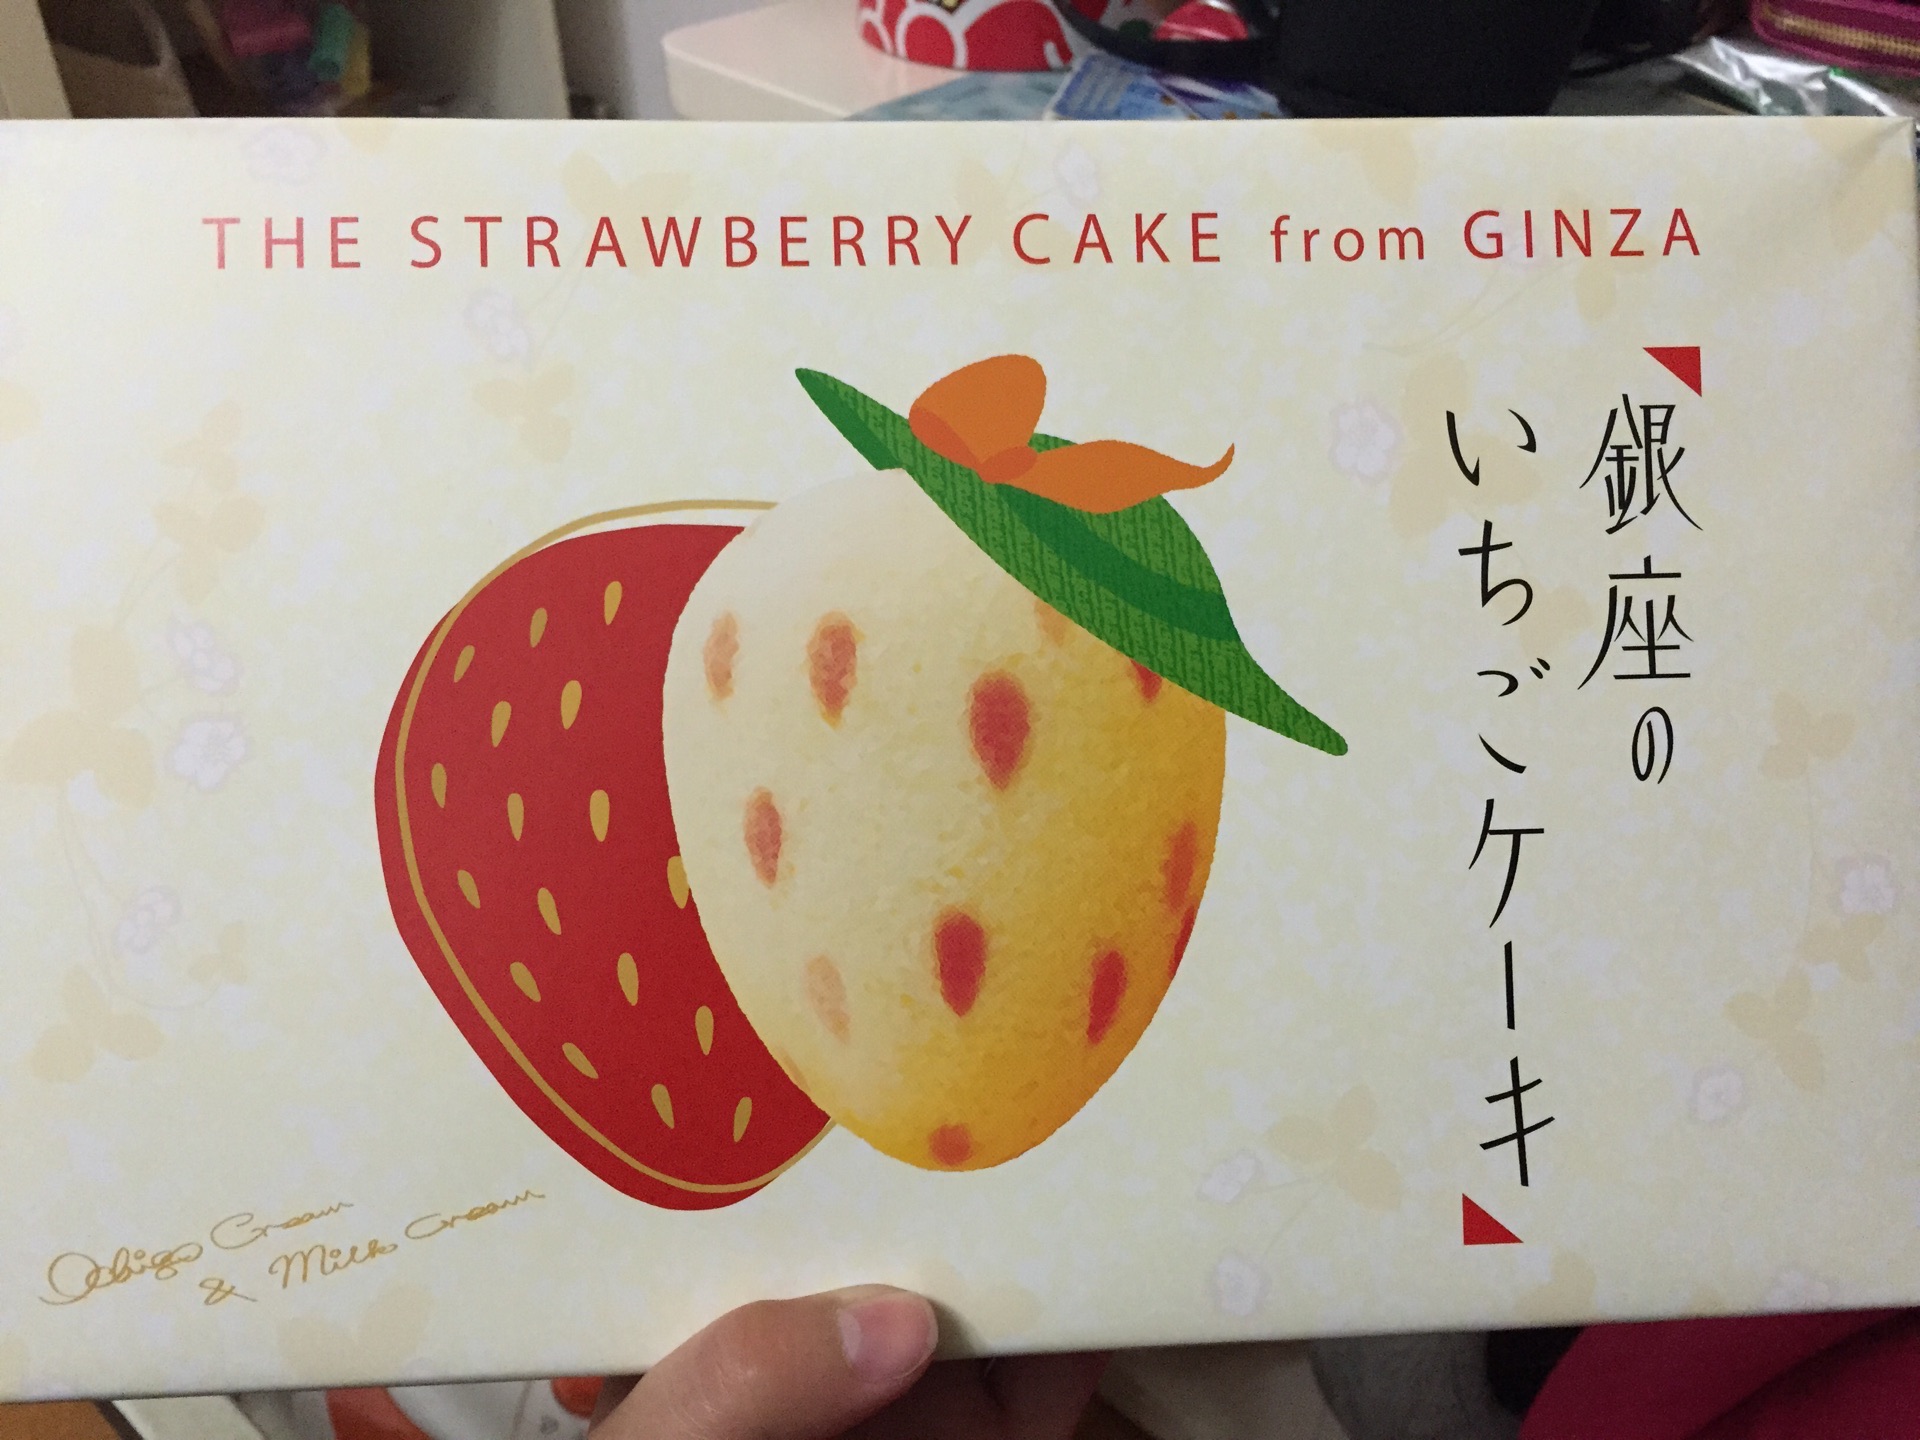 THE STRAWBERRY CAKE from GINZA
銀座の
いちごケーキ
Ichigo Cream
& Milk Cream